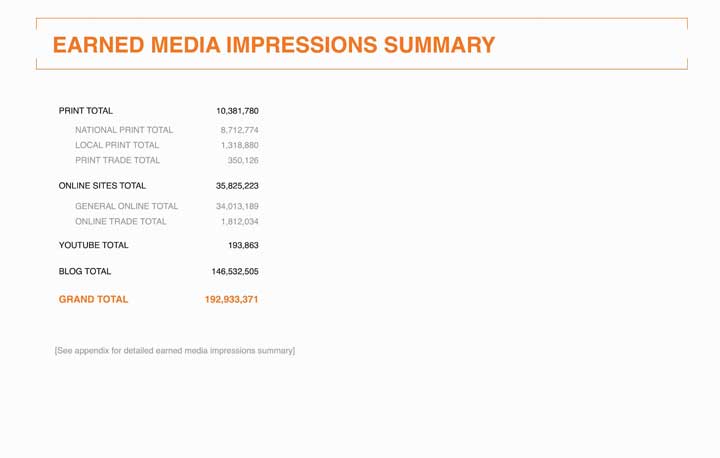 EARNED MEDIA IMPRESSIONS SUMMARY
PRINT TOTAL 10,381,780
NATIONAL PRINT TOTAL 8,712,774
LOCAL PRINT TOTAL 1,318,880
PRINT TRADE TOTAL 350,126
ONLINE SITES TOTAL 35,825,223
GENERAL ONLINE TOTAL 34,013,189
ONLINE TRADE TOTAL 1,812,034
YOUTUBE TOTAL 193,863
BLOG TOTAL 146,532,505
GRAND TOTAL 192,933,371
[See appendix for detailed earned media impressions summary]